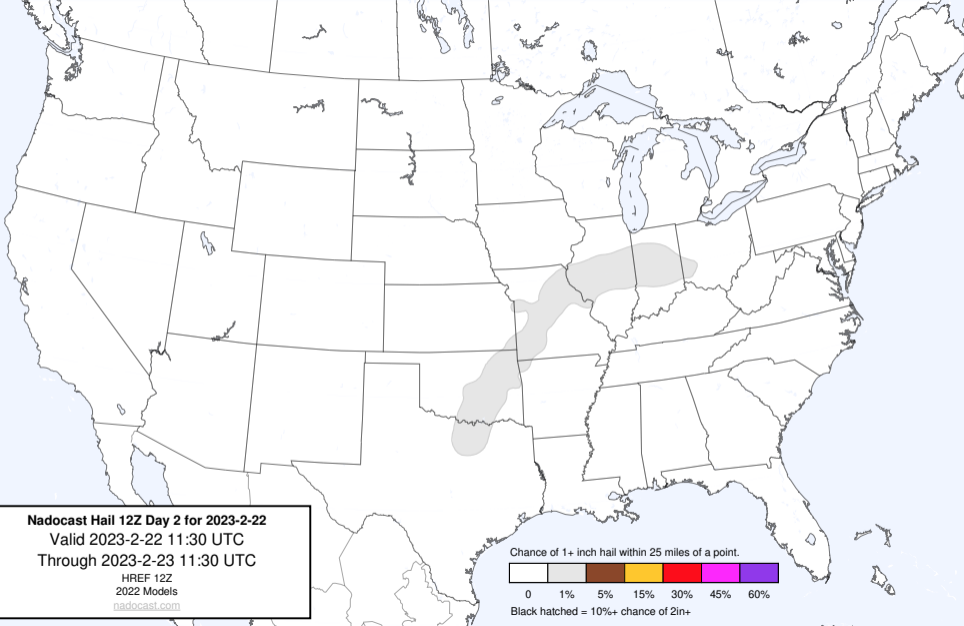 Nadocast Hail 12Z Day 2 for 2023-2-22
Valid 2023-2-22 11:30 UTC
Through 2023-2-23 11:30 UTC
HREF 12Z
2022 Models
nadocast.com
Chance of 1+ inch hail within 25 miles of a point.
0 1% 5% 15% 30% 45% 60%
Black hatched = 10%+ chance of 2in+